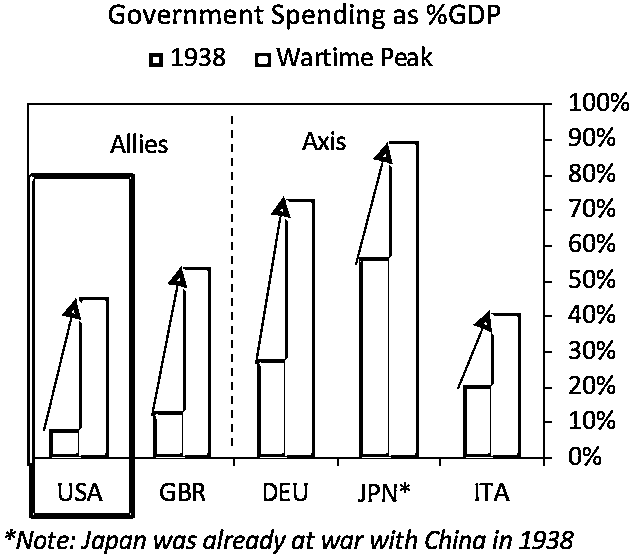 Government Spending as %GDP
1938 Wartime Peak
Allies Axis
100%
90%
80%
70%
60%
50%
40%
30%
20%
10%
0%
USA GBR DEU JPN* ITA
*Note: Japan was already at war with China in 1938